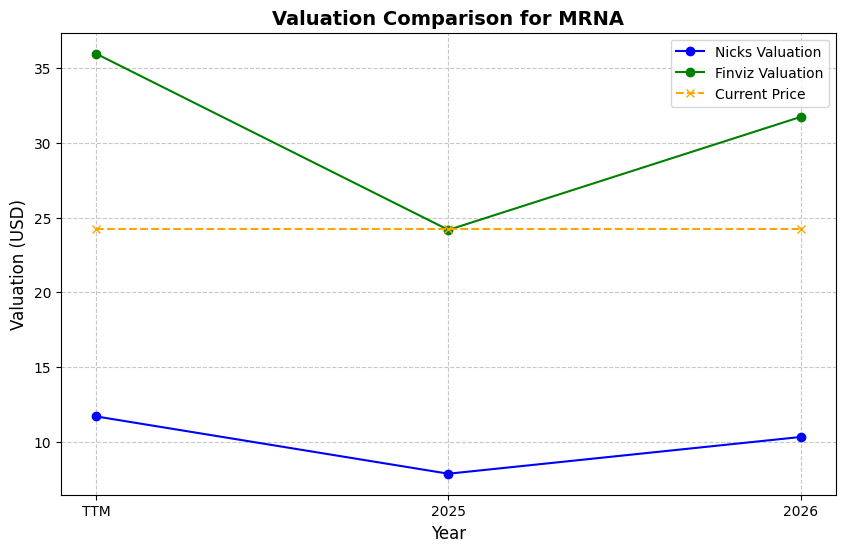 Valuation Comparison for MRNA
Nicks Valuation
Finviz Valuation
Current Price
Valuation (USD)
35
30
25
20
15
10
TTM
2025
2026
Year